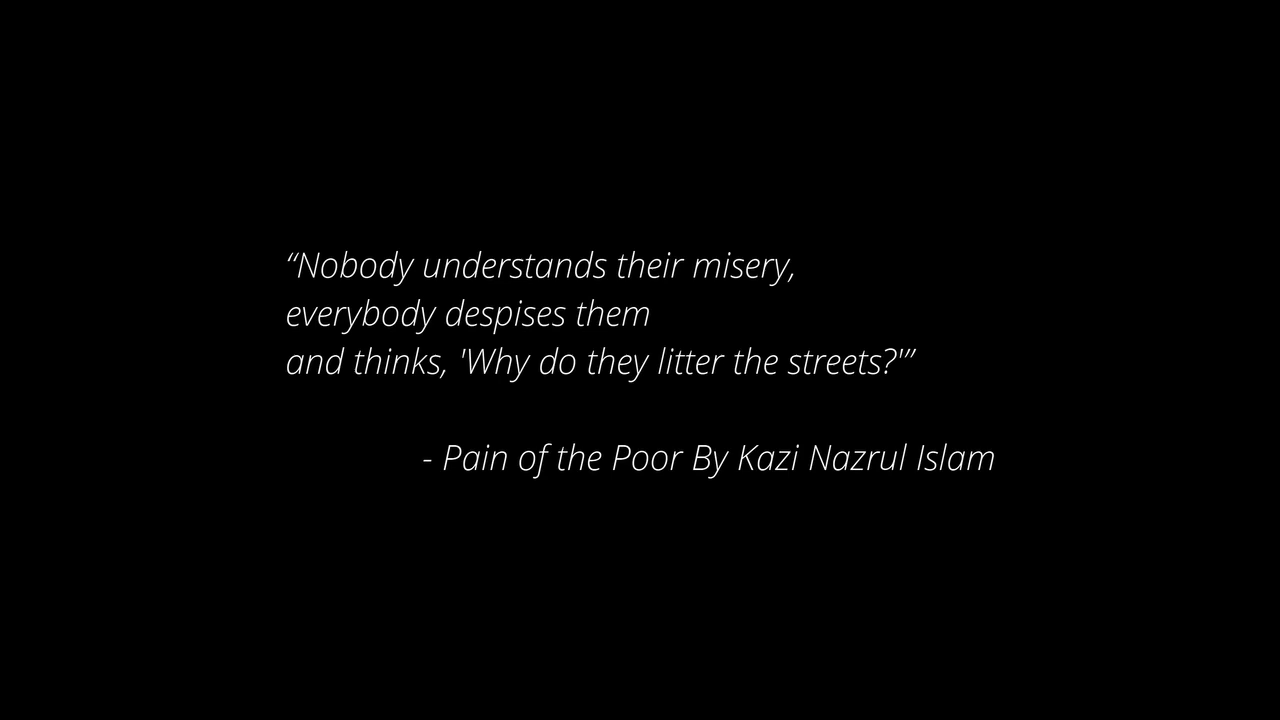 “Nobody understands their misery,
everybody despises them
and thinks, 'Why do they litter the streets?'”
- Pain of the Poor By Kazi Nazrul Islam